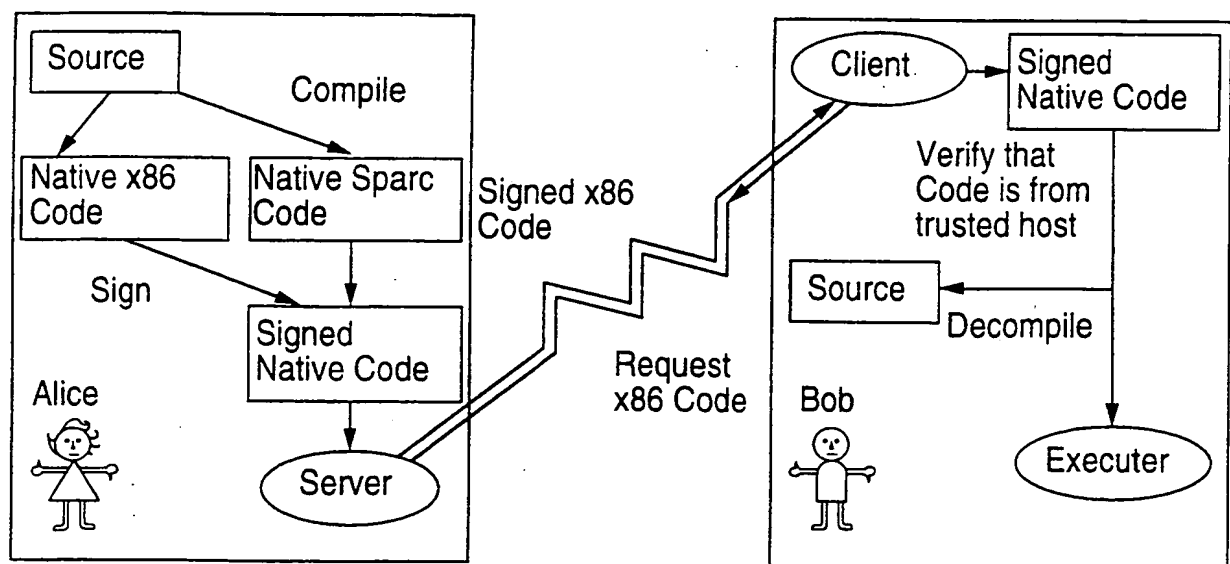 Source
Compile
Native x86
Code
Native Sparc
Code
Sign
Signed
Native Code
Alice
Server
Signed x86
Code
Request
x86 Code
Client
Signed
Native Code
Verify that
Code is from
trusted host
Source
Decompile
Bob
Executer